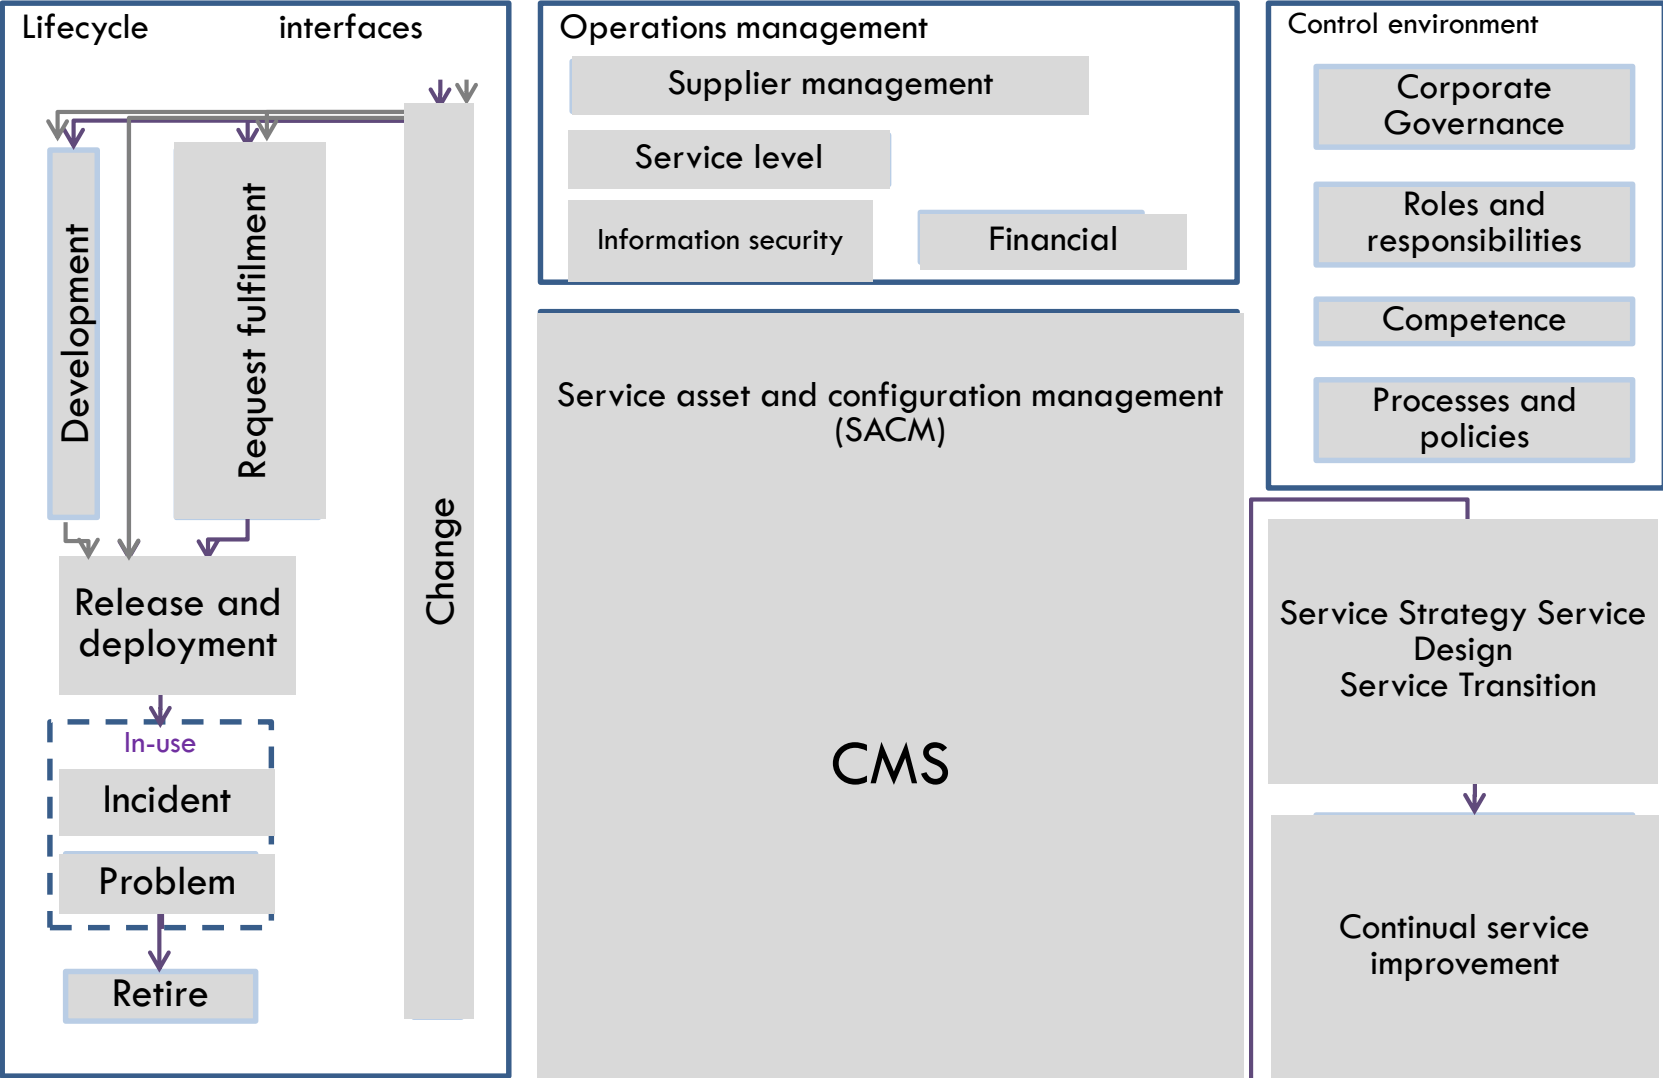 Lifecycle interfaces
Development
Request fulfilment
Change
Release and
deployment
In-use
Incident
Problem
Retire
Operations management
Supplier management
Service level
Information security
Financial
Service asset and configuration management
(SACM)
CMS
Control environment
Corporate
Governance
Roles and
responsibilities
Competence
Processes and
policies
Service Strategy Service
Design
Service Transition
Continual service
improvement